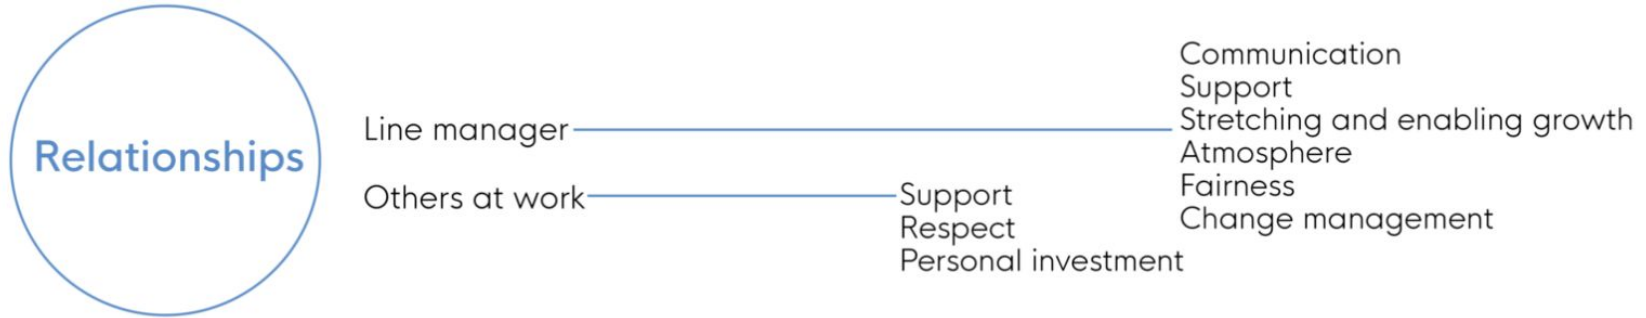 Relationships
Line manager
Communication
Support
Stretching and enabling growth
Atmosphere
Fairness
Change management
Others at work
Support
Respect
Personal investment